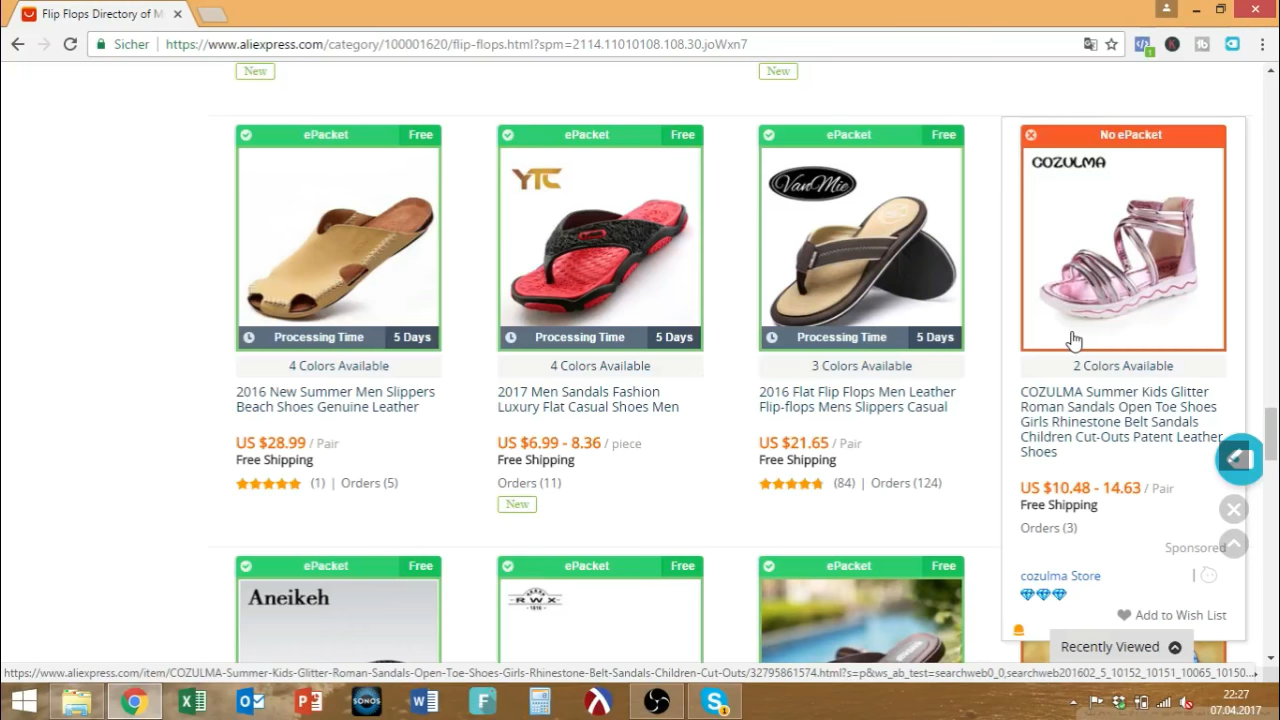 Flip Flops Directory of M
Sicher
https://www.aliexpress.com/category/100001620/flip-flops.html?spm=2114.11010108.108.30.joWxn7
New
New
ePacket Free
ePacket Free
ePacket Free
No ePacket
YTC
VanMie
COZULMA
Processing Time 5 Days
Processing Time 5 Days
Processing Time 5 Days
4 Colors Available
4 Colors Available
3 Colors Available
2 Colors Available
2016 New Summer Men Slippers
Beach Shoes Genuine Leather
US $28.99 / Pair
Free Shipping
(1) | Orders (5)
2017 Men Sandals Fashion
Luxury Flat Casual Shoes Men
US $6.99 - 8.36 / piece
Free Shipping
Orders (11)
New
2016 Flat Flip Flops Men Leather
Flip-flops Mens Slippers Casual
US $21.65 / Pair
Free Shipping
(84) | Orders (124)
COZULMA Summer Kids Glitter
Roman Sandals Open Toe Shoes
Girls Rhinestone Belt Sandals
Children Cut-Outs Patent Leather
Shoes
US $10.48 - 14.63 / Pair
Free Shipping
Orders (3)
Sponsored
cozulma Store
Add to Wish List
ePacket Free
ePacket Free
ePacket Free
Aneikeh
RWX
Recently Viewed
https://www.aliexpress.com/item/COZULMA-Summer-Kids-Glitter-Roman-Sandals-Open-Toe-Shoes-Girls-Rhinestone-Belt-Sandals-Children-Cut-Outs/32795861574.html?s=p&ws_ab_test=searchweb0_0,searchweb201602_5_10152_10151_10065_10150...
SONOS
22:27
07.04.2017